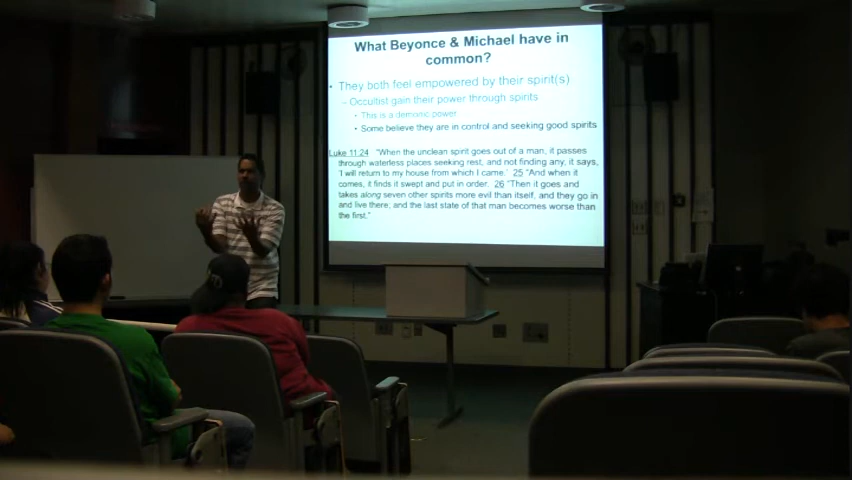 What Beyonce & Michael have in
common?
• They both feel empowered by their spirit(s)
– Occultist gain their power through spirits
• This is a demonic power.
• Some believe they are in control and seeking good spirits
Luke 11:24 "When the unclean spirit goes out of a man, it passes
through waterless places seeking rest, and not finding any, it says,
'I will return to my house from which I came.' 25 "And when it
comes, it finds it swept and put in order. 26 "Then it goes and
takes along seven other spirits more evil than itself, and they go in
and live there; and the last state of that man becomes worse than
the first."